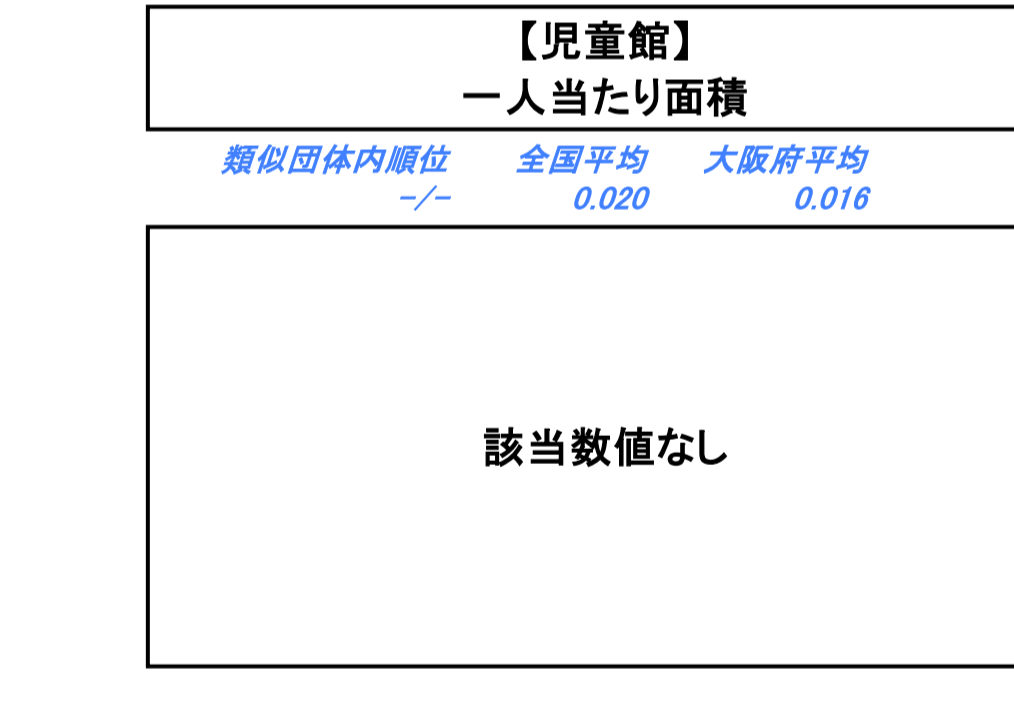 【児童館】
一人当たり面積
類似団体内順位 全国平均 大阪府平均
-/- 0.020 0.016
該当数値なし